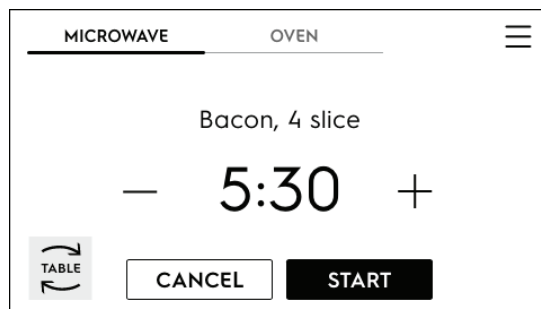 MICROWAVE OVEN
Bacon, 4 slice
— 5:30 +
TABLE
CANCEL START